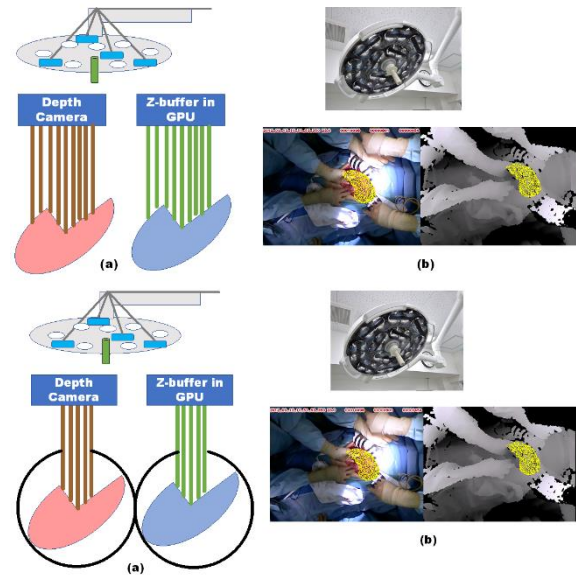 Depth
Camera
Z-buffer in
GPU
(a)
(b)
Depth
Camera
Z-buffer in
GPU
(a)
(b)